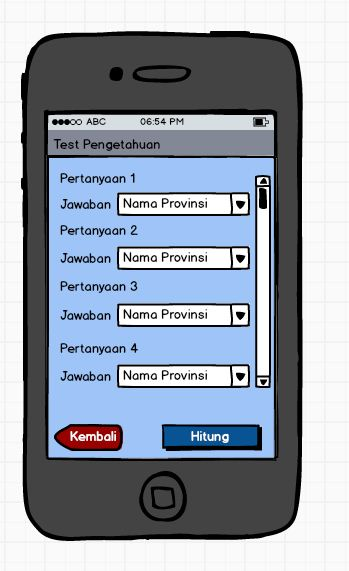 ABC 06:54 PM
Test Pengetahuan
Pertanyaan 1
Jawaban Nama Provinsi
Pertanyaan 2
Jawaban Nama Provinsi
Pertanyaan 3
Jawaban Nama Provinsi
Pertanyaan 4
Jawaban Nama Provinsi
Kembali Hitung